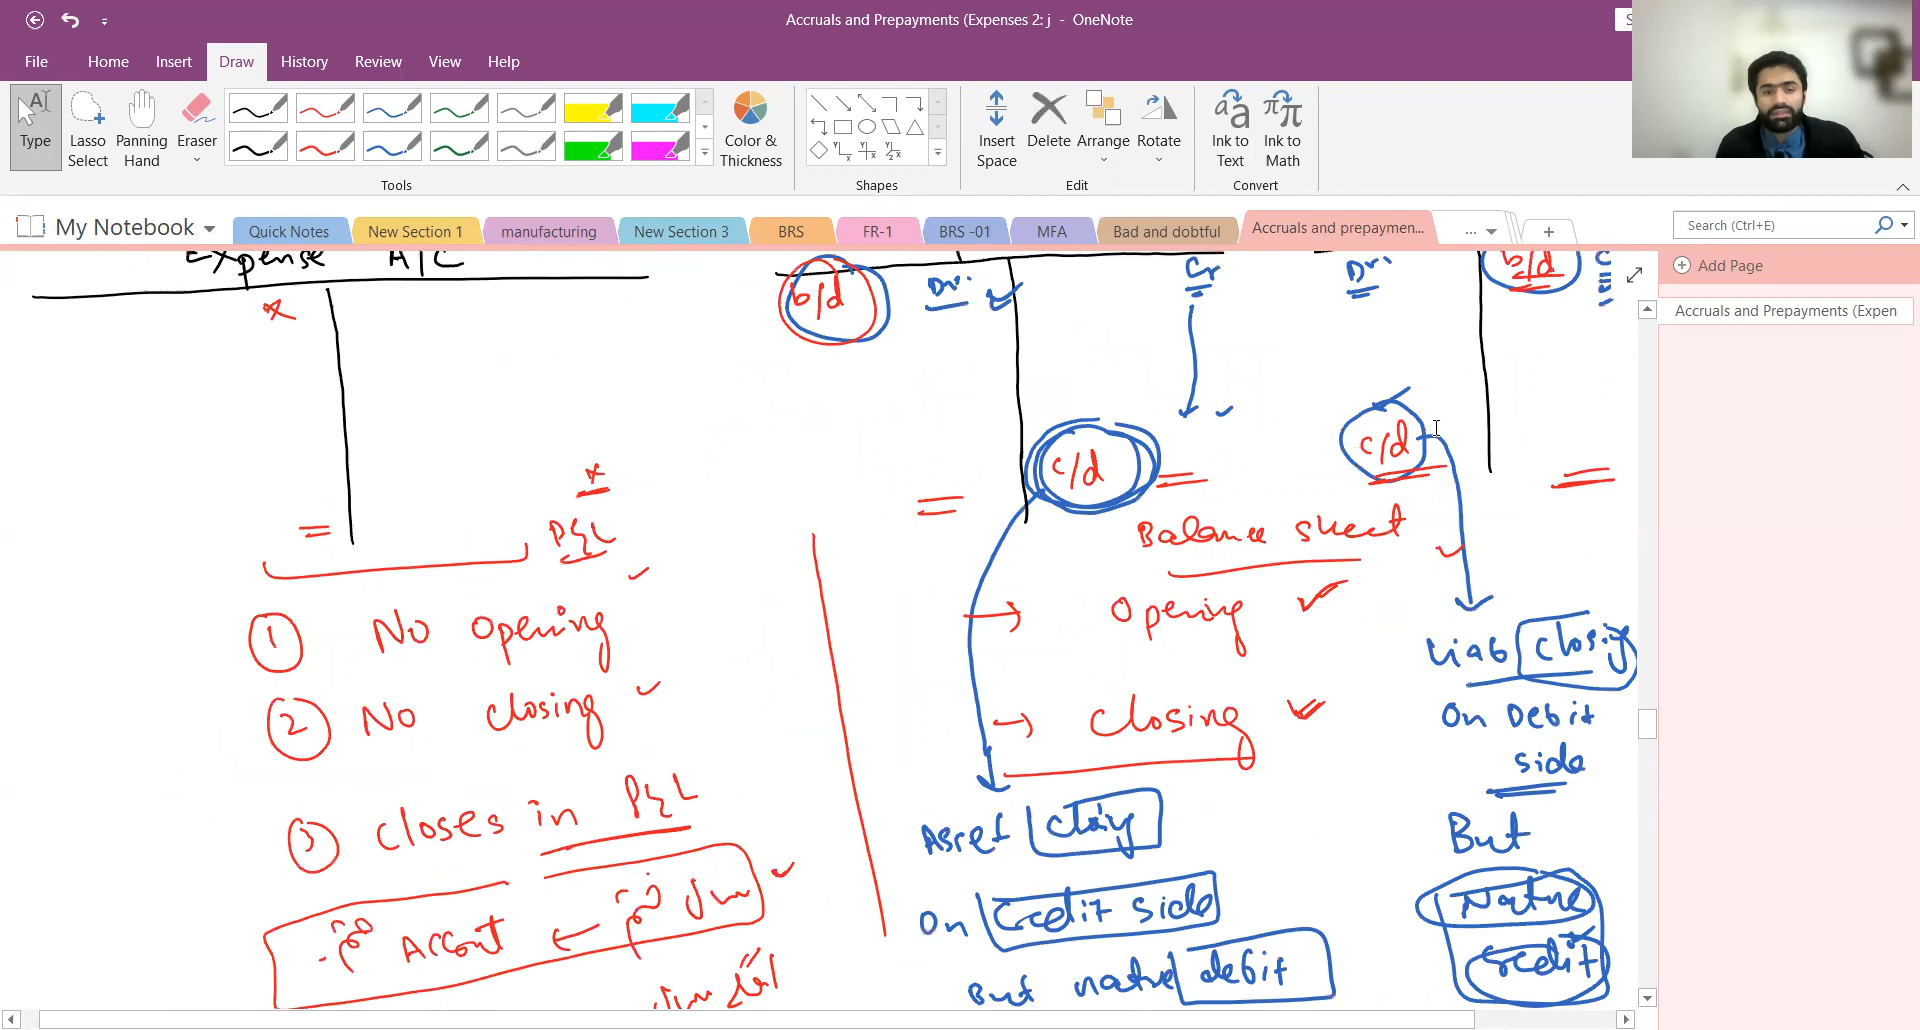 Accruals and Prepayments (Expenses 2: j - OneNote
File Home Insert Draw History Review View Help
Type
Lasso Select
Panning Hand
Eraser
Color & Thickness
Insert Space
Delete
Arrange
Rotate
Ink to Text
Ink to Math
Tools
Shapes
Edit
Convert
My Notebook
Quick Notes
New Section 1
manufacturing
New Section 3
BRS
FR-1
BRS -01
MFA
Bad and dobtful
Accruals and prepaymen...
...
Search (Ctrl+E)
Add Page
Accruals and Prepayments (Expen
Expense A/C
b/d
Dr.
Cr
Dr.
b/d
c/d
c/d
P&L
Balance sheet
1 No opening
Opening
Liab closing
2 No closing
closing
On Debit
side
3 closes in P&L
Asset
But
Nature
Account
On credit side
credit
But nature debit